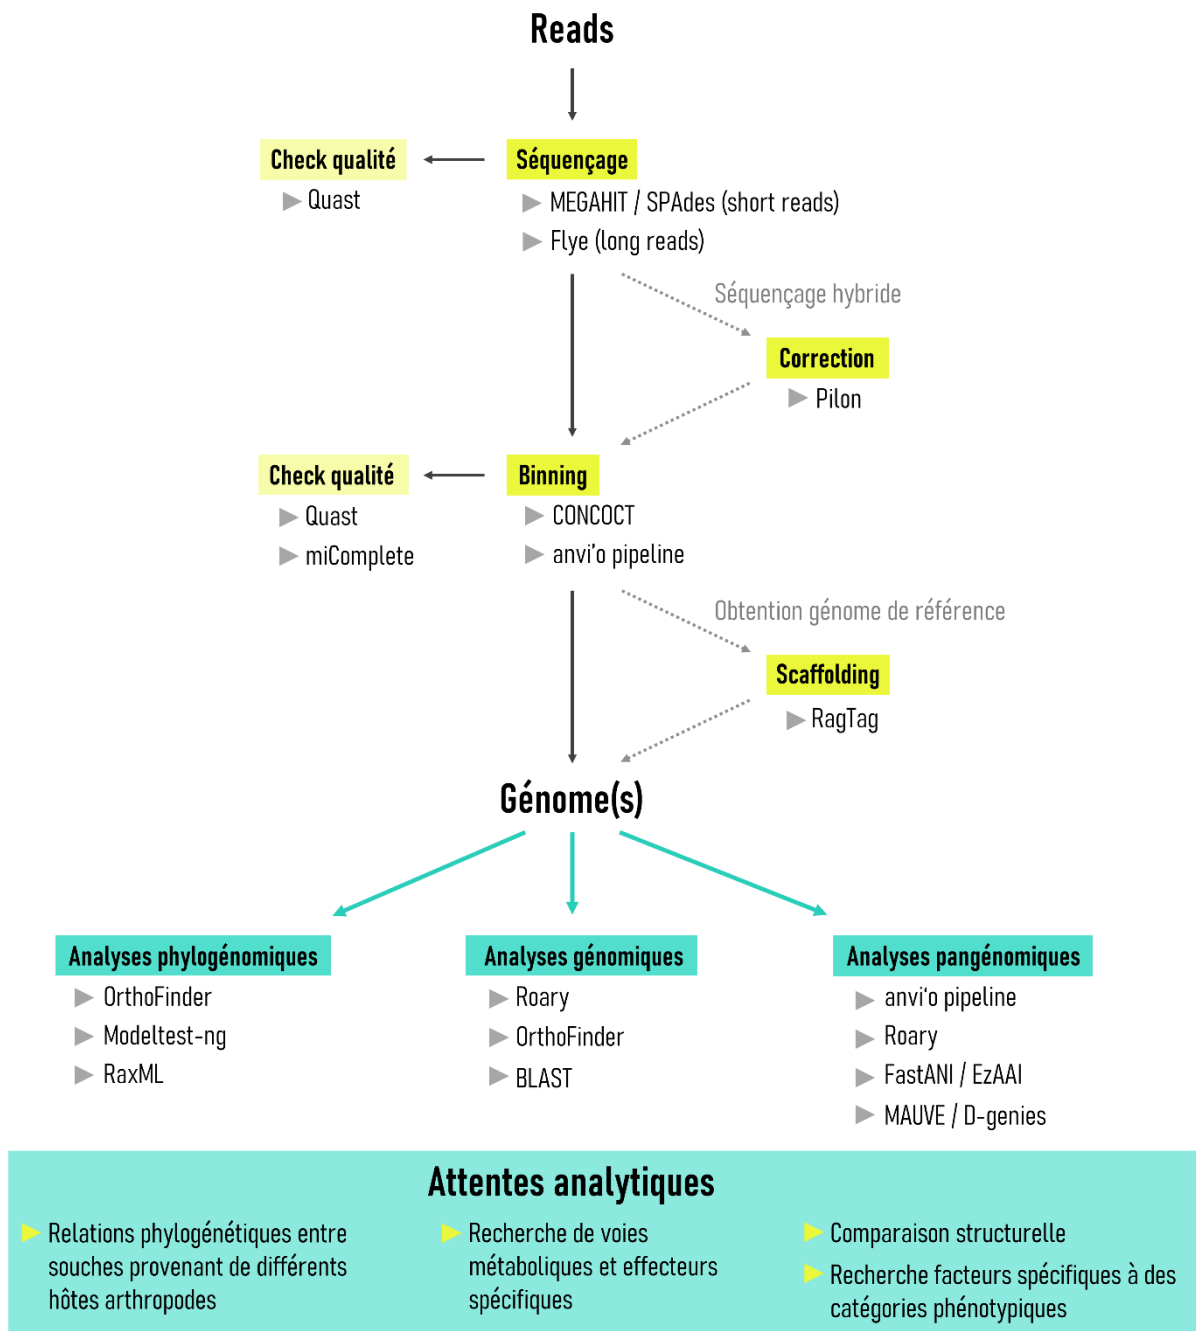 Reads
Check qualité
Quast
Séquençage
MEGAHIT / SPAdes (short reads)
Flye (long reads)
Séquençage hybride
Correction
Pilon
Check qualité
Quast
miComplete
Binning
CONCOCT
anvi'o pipeline
Obtention génome de référence
Scaffolding
RagTag
Génome(s)
Analyses phylogénomiques
OrthoFinder
Modeltest-ng
RaxML
Analyses génomiques
Roary
OrthoFinder
BLAST
Analyses pangénomiques
anvi‘o pipeline
Roary
FastANI / EzAAI
MAUVE / D-genies
Attentes analytiques
Relations phylogénétiques entre
souches provenant de différents
hôtes arthropodes
Recherche de voies
métaboliques et effecteurs
spécifiques
Comparaison structurelle
Recherche facteurs spécifiques à des
catégories phénotypiques